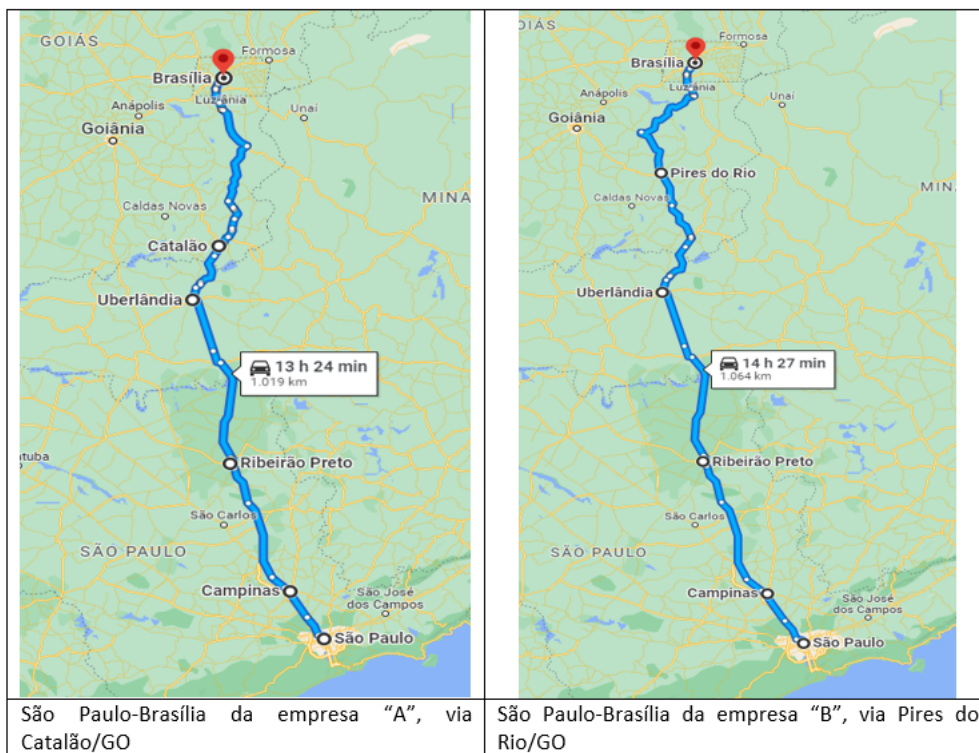 GOIÁS
Formosa
Brasília
Luziânia
Unaí
Anápolis
Goiânia
MINA
Caldas Novas
Catalão
Uberlândia
13 h 24 min
1.019 km
Ribeirão Preto
atuba
São Carlos
SÃO PAULO
Campinas
São José
dos Campos
São Paulo
São Paulo-Brasília da empresa "A", via
Catalão/GO
GOIÁS
Formosa
Brasília
Luziânia
Unaí
Anápolis
Goiânia
Pires do Rio
MINA
Caldas Novas
Uberlândia
14 h 27 min
1.064 km
Ribeirão Preto
São Carlos
SÃO PAULO
Campinas
São José
dos Campos
São Paulo
São Paulo-Brasília da empresa "B", via Pires do
Rio/GO